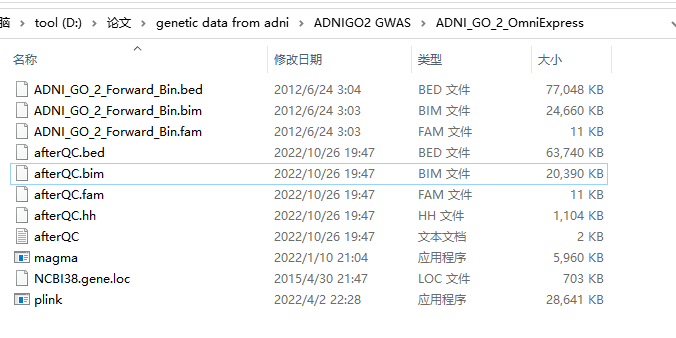 脑 > tool (D:) > 论文 > genetic data from adni > ADNIGO2 GWAS > ADNI_GO_2_OmniExpress
名称 修改日期 类型 大小
ADNI_GO_2_Forward_Bin.bed 2012/6/24 3:04 BED 文件 77,048 KB
ADNI_GO_2_Forward_Bin.bim 2012/6/24 3:03 BIM 文件 24,660 KB
ADNI_GO_2_Forward_Bin.fam 2012/6/24 3:03 FAM 文件 11 KB
afterQC.bed 2022/10/26 19:47 BED 文件 63,740 KB
afterQC.bim 2022/10/26 19:47 BIM 文件 20,390 KB
afterQC.fam 2022/10/26 19:47 FAM 文件 11 KB
afterQC.hh 2022/10/26 19:47 HH 文件 1,104 KB
afterQC 2022/10/26 19:47 文本文档 2 KB
magma 2022/1/10 21:04 应用程序 5,960 KB
NCBI38.gene.loc 2015/4/30 21:47 LOC 文件 703 KB
plink 2022/4/2 22:28 应用程序 28,641 KB